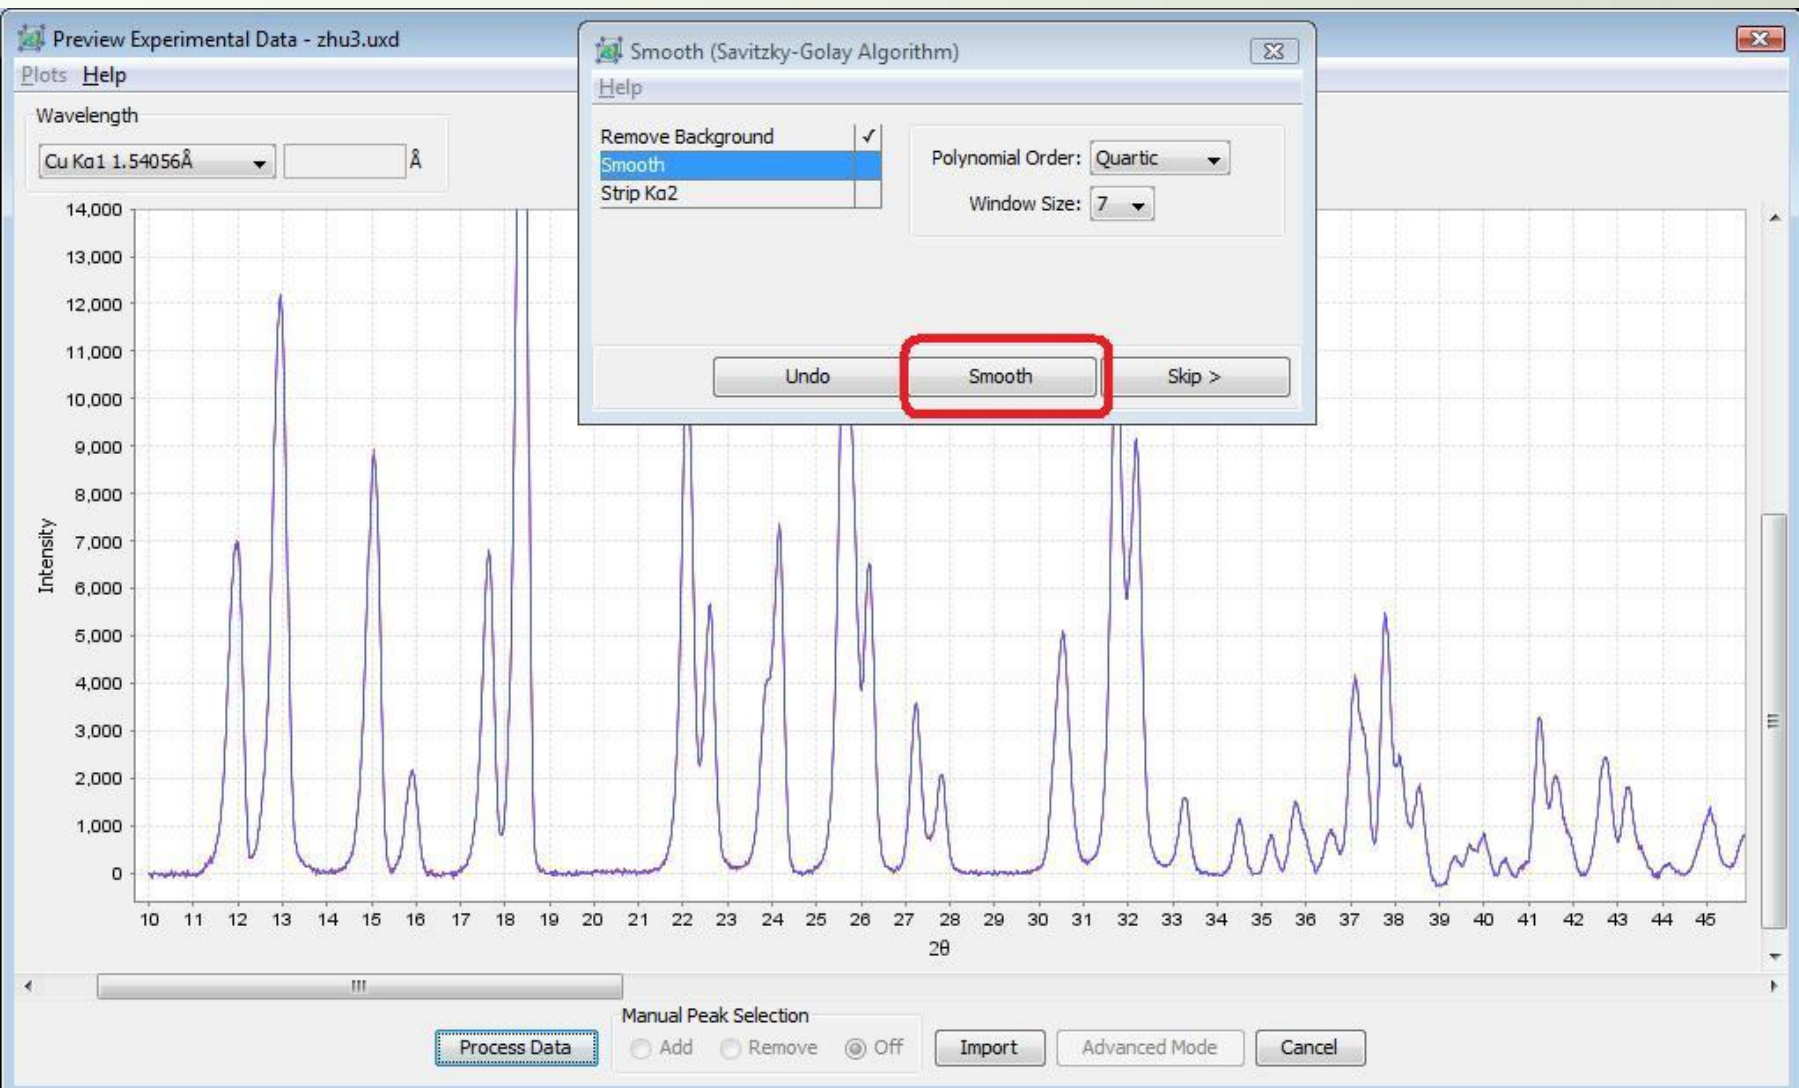 Preview Experimental Data - zhu3.uxd
Plots Help
Wavelength
Cu Kα1 1.54056Å
Å
Smooth (Savitzky-Golay Algorithm)
Help
Remove Background ✓
Smooth
Strip Kα2
Polynomial Order: Quartic
Window Size: 7
Undo Smooth Skip >
14,000
13,000
12,000
11,000
10,000
9,000
8,000
7,000
6,000
5,000
4,000
3,000
2,000
1,000
0
Intensity
10 11 12 13 14 15 16 17 18 19 20 21 22 23 24 25 26 27 28 29 30 31 32 33 34 35 36 37 38 39 40 41 42 43 44 45
2θ
Manual Peak Selection
Process Data Add Remove Off Import Advanced Mode Cancel